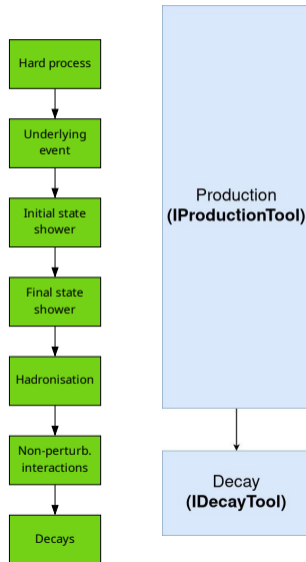 Hard process
Underlying
event
Initial state
shower
Final state
shower
Hadronisation
Non-perturb.
interactions
Decays
Production
(IProductionTool)
Decay
(IDecayTool)